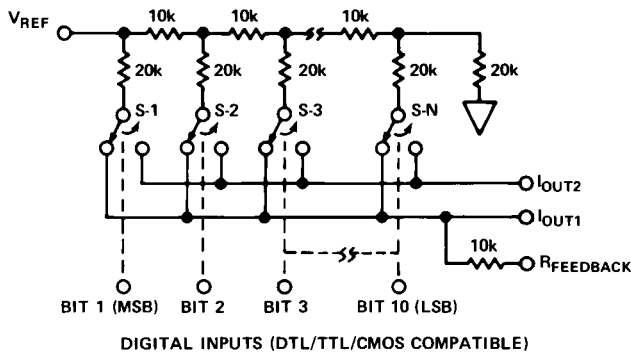 VREF
10k 10k 10k
20k 20k 20k 20k 20k
S-1 S-2 S-3 S-N
IOUT2
IOUT1
10k
RFEEDBACK
BIT 1 (MSB) BIT 2 BIT 3 BIT 10 (LSB)
DIGITAL INPUTS (DTL/TTL/CMOS COMPATIBLE)